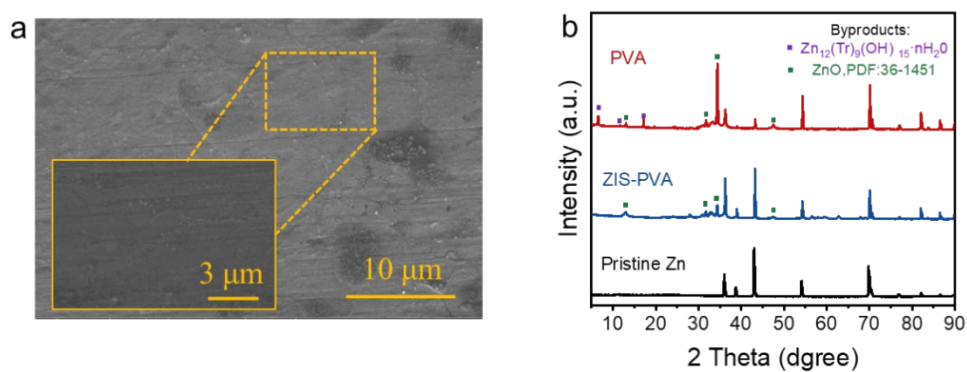 a
3 μm
10 μm
b
Byproducts:
Zn12(Tr)9(OH) 15·nH20
ZnO,PDF:36-1451
PVA
ZIS-PVA
Pristine Zn
Intensity (a.u.)
10 20 30 40 50 60 70 80 90
2 Theta (dgree)